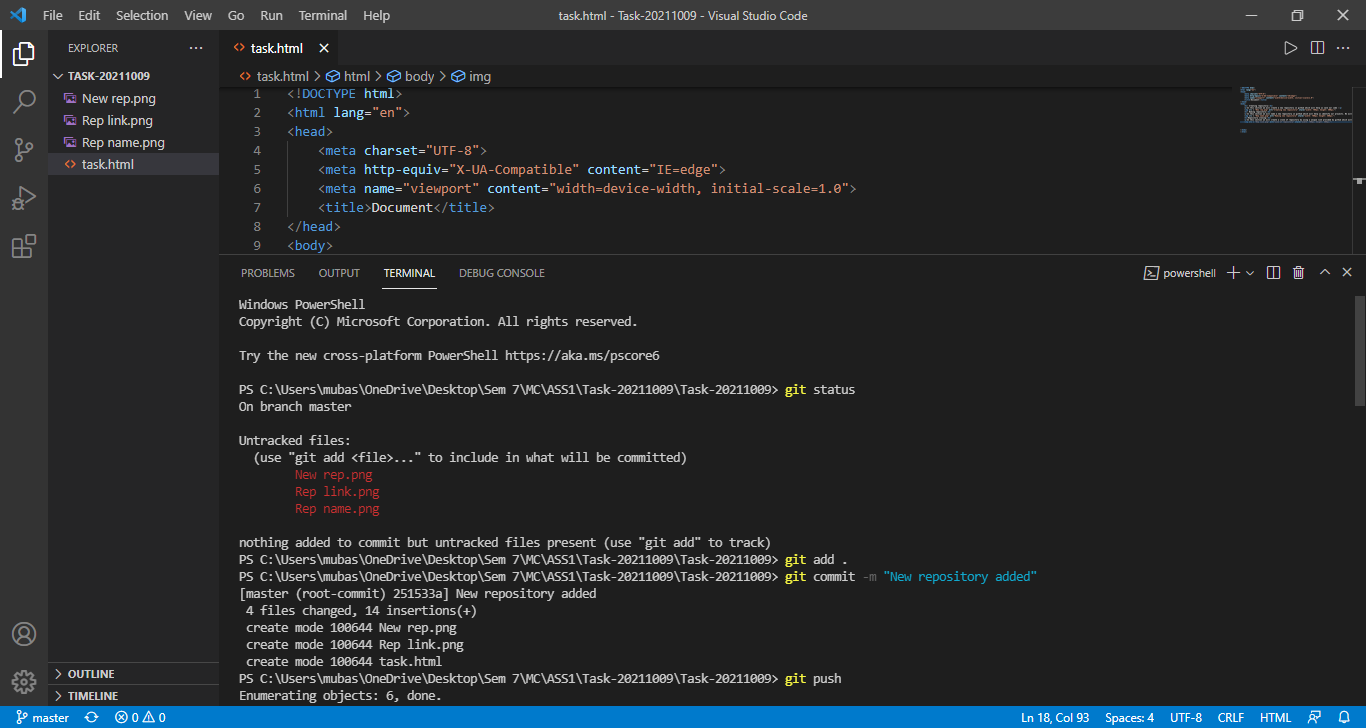 File Edit Selection View Go Run Terminal Help
task.html - Task-20211009 - Visual Studio Code
EXPLORER
TASK-20211009
New rep.png
Rep link.png
Rep name.png
task.html
OUTLINE
TIMELINE
task.html
task.html > html > body > img
1 <!DOCTYPE html>
2 <html lang="en">
3 <head>
4 <meta charset="UTF-8">
5 <meta http-equiv="X-UA-Compatible" content="IE=edge">
6 <meta name="viewport" content="width=device-width, initial-scale=1.0">
7 <title>Document</title>
8 </head>
9 <body>
PROBLEMS OUTPUT TERMINAL DEBUG CONSOLE
powershell
Windows PowerShell
Copyright (C) Microsoft Corporation. All rights reserved.
Try the new cross-platform PowerShell https://aka.ms/pscore6
PS C:\Users\mubas\OneDrive\Desktop\Sem 7\MC\ASS1\Task-20211009\Task-20211009> git status
On branch master
Untracked files:
(use "git add <file>..." to include in what will be committed)
New rep.png
Rep link.png
Rep name.png
nothing added to commit but untracked files present (use "git add" to track)
PS C:\Users\mubas\OneDrive\Desktop\Sem 7\MC\ASS1\Task-20211009\Task-20211009> git add .
PS C:\Users\mubas\OneDrive\Desktop\Sem 7\MC\ASS1\Task-20211009\Task-20211009> git commit -m "New repository added"
[master (root-commit) 251533a] New repository added
4 files changed, 14 insertions(+)
create mode 100644 New rep.png
create mode 100644 Rep link.png
create mode 100644 task.html
PS C:\Users\mubas\OneDrive\Desktop\Sem 7\MC\ASS1\Task-20211009\Task-20211009> git push
Enumerating objects: 6, done.
master
0 0
Ln 18, Col 93 Spaces: 4 UTF-8 CRLF HTML